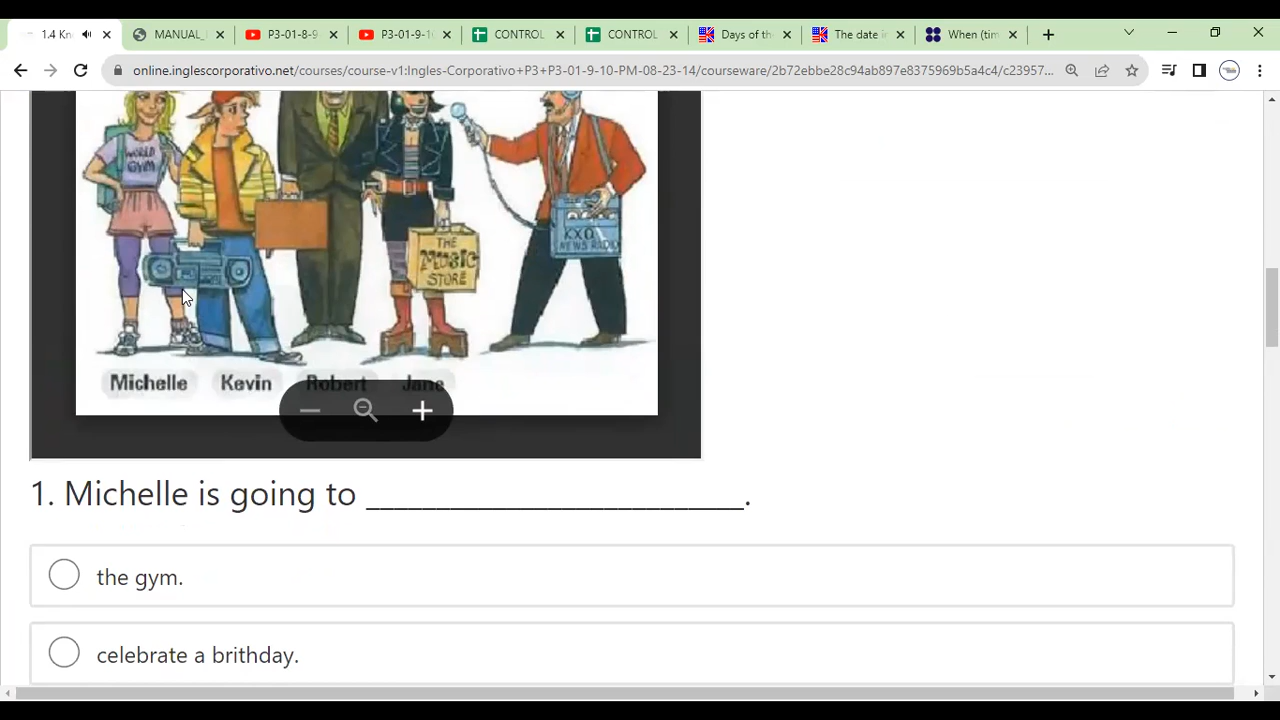 1.4 Kn
MANUAL_
P3-01-8-9
P3-01-9-1
CONTROL
CONTROL
Days of th
The date i
When (tim
online.inglescorporativo.net/courses/course-v1:Ingles-Corporativo+P3+P3-01-9-10-PM-08-23-14/courseware/2b72ebbe28c94ab897e8375969b5a4c4/c23957...
WORLD
GYM
THE
MUSIC
STORE
KXO
NEWS RADIO
Michelle Kevin Robert Jane
1. Michelle is going to ___________________________.
the gym.
celebrate a brithday.